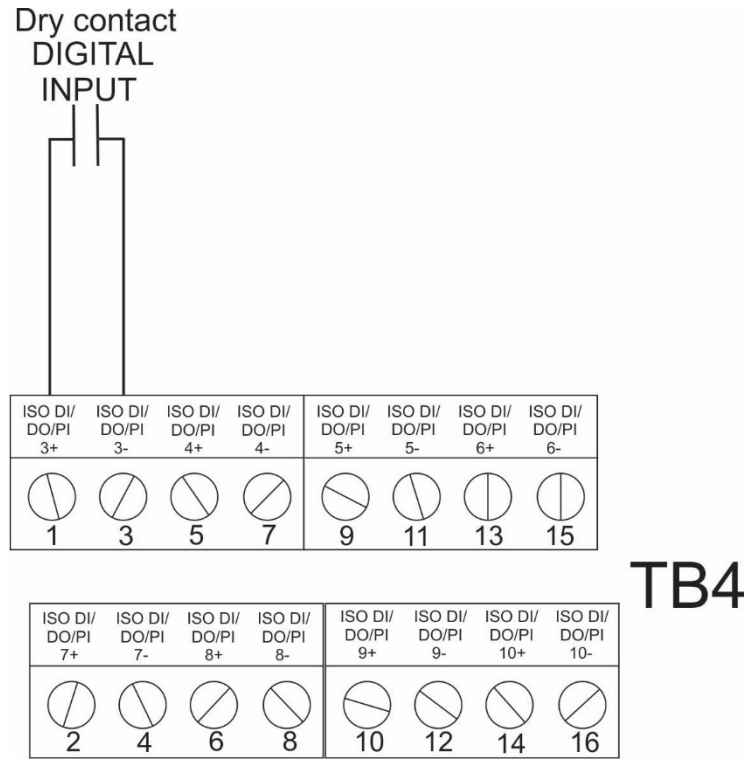 Dry contact
DIGITAL
INPUT
ISO DI/ ISO DI/ ISO DI/ ISO DI/ ISO DI/ ISO DI/ ISO DI/ ISO DI/
DO/PI DO/PI DO/PI DO/PI DO/PI DO/PI DO/PI DO/PI
3+ 3- 4+ 4- 5+ 5- 6+ 6-
1 3 5 7 9 11 13 15
TB4
ISO DI/ ISO DI/ ISO DI/ ISO DI/ ISO DI/ ISO DI/ ISO DI/ ISO DI/
DO/PI DO/PI DO/PI DO/PI DO/PI DO/PI DO/PI DO/PI
7+ 7- 8+ 8- 9+ 9- 10+ 10-
2 4 6 8 10 12 14 16